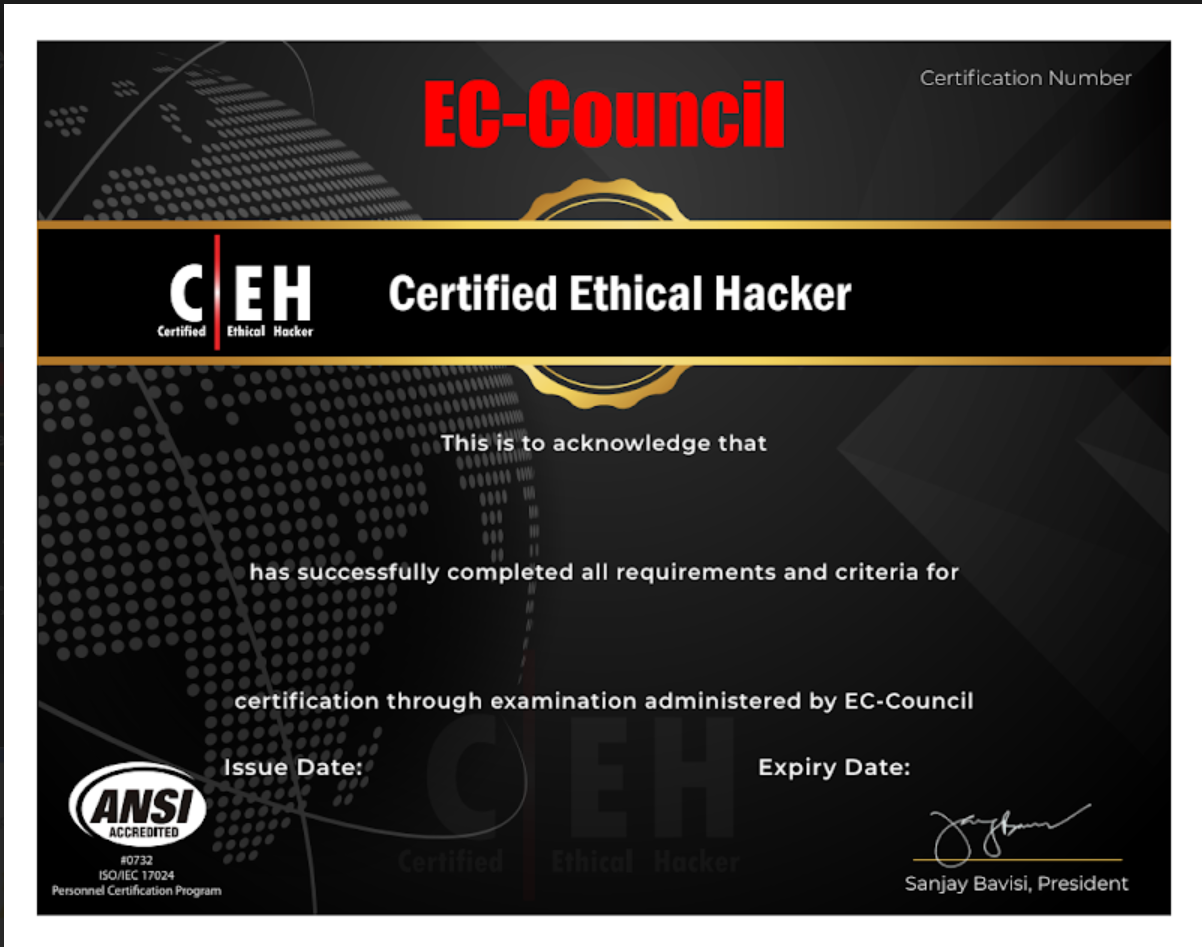 EC-Council
Certification Number
C EH
Certified Ethical Hacker
Certified Ethical Hacker
This is to acknowledge that
has successfully completed all requirements and criteria for
certification through examination administered by EC-Council
Issue Date:
Expiry Date:
C EH
Certified Ethical Hacker
ANSI
ACCREDITED
#0732
ISO/IEC 17024
Personnel Certification Program
Sanjay Bavisi, President